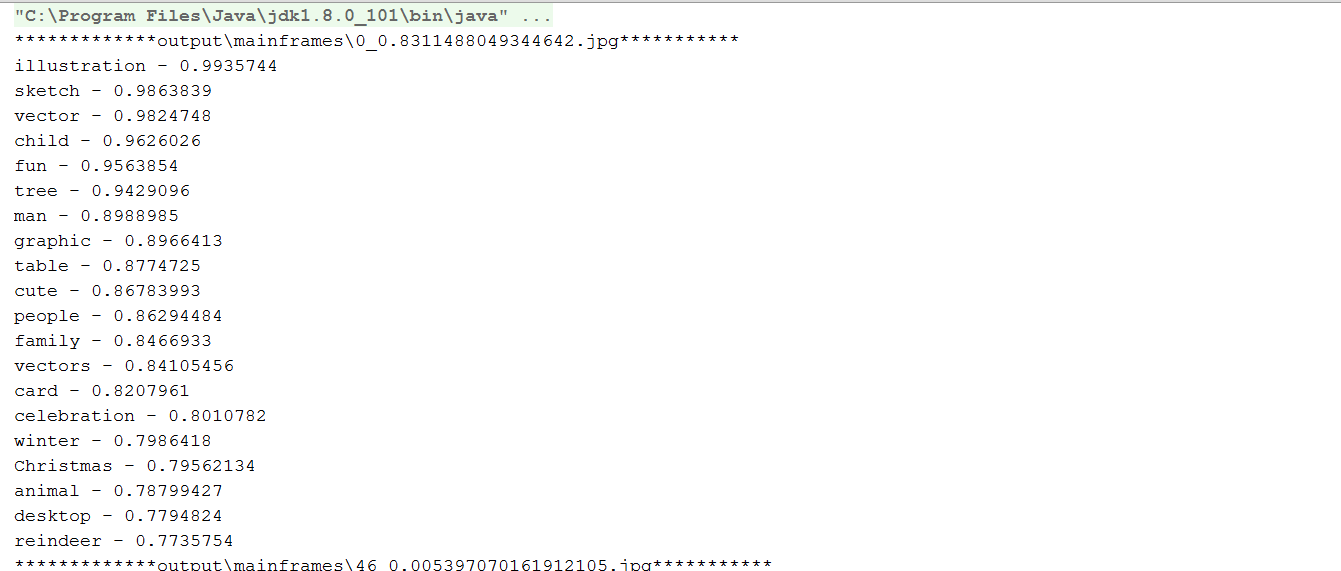 "C:\Program Files\Java\jdk1.8.0_101\bin\java" ...
*************output\mainframes\0_0.8311488049344642.jpg***********
illustration - 0.9935744
sketch - 0.9863839
vector - 0.9824748
child - 0.9626026
fun - 0.9563854
tree - 0.9429096
man - 0.8988985
graphic - 0.8966413
table - 0.8774725
cute - 0.86783993
people - 0.86294484
family - 0.8466933
vectors - 0.84105456
card - 0.8207961
celebration - 0.8010782
winter - 0.7986418
Christmas - 0.79562134
animal - 0.78799427
desktop - 0.7794824
reindeer - 0.7735754
*************output\mainframes\46_0.005397070161912105.jpg***********